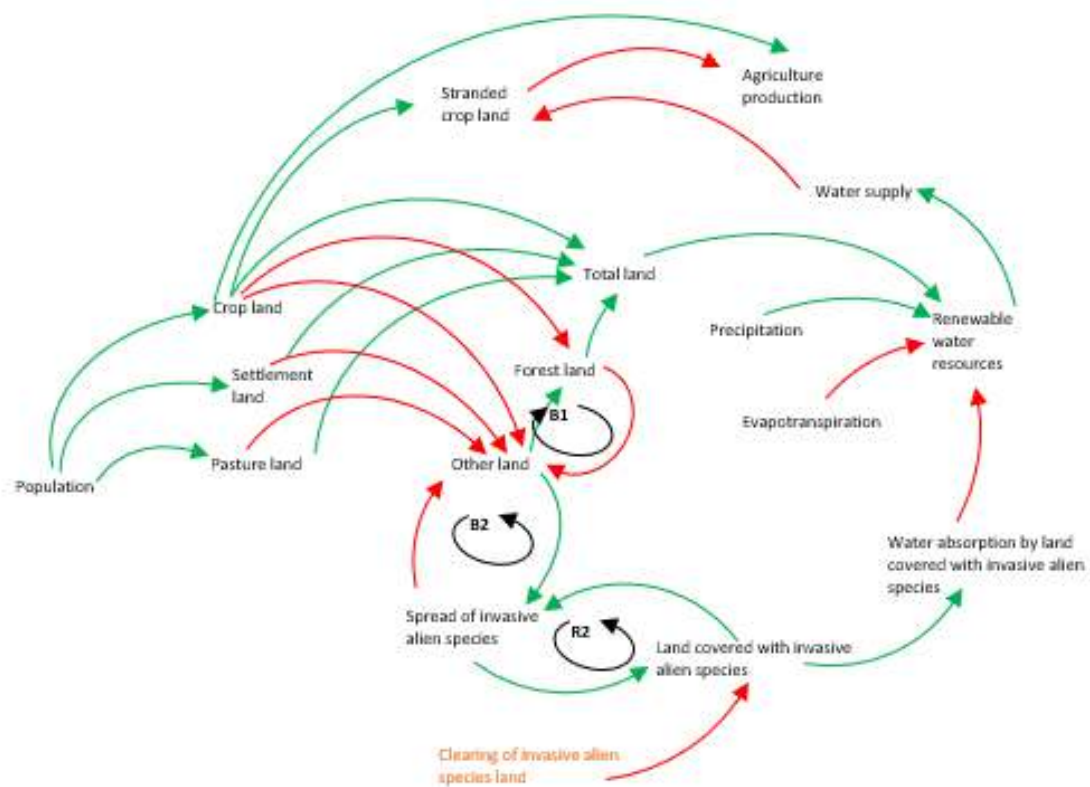 Agriculture
production
Stranded
crop land
Water supply
Total land
Crop land
Precipitation
Renewable
water
resources
Settlement
land
Forest land
B1
Evapotranspiration
Pasture land
Other land
Population
B2
Water absorption by land
covered with invasive alien
species
Spread of invasive
alien species
R2
Land covered with invasive
alien species
Clearing of invasive alien
species land